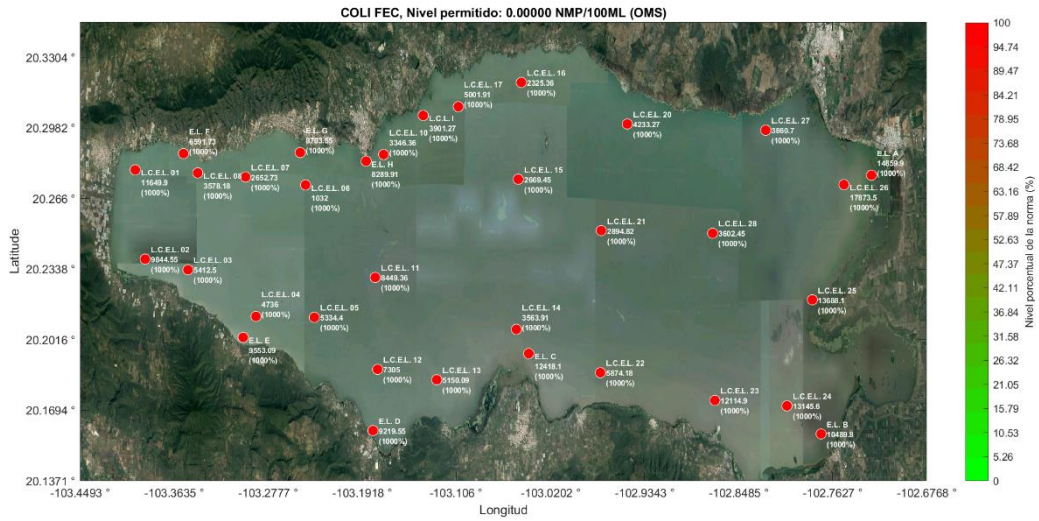 COLI FEC, Nivel permitido: 0.00000 NMP/100ML (OMS)
20.3304 °
20.2982 °
20.266 °
20.2338 °
20.2016 °
20.1694 °
20.1371 °
Latitude
-103.4493 °
-103.3635 °
-103.2777 °
-103.1918 °
-103.106 °
-103.0202 °
-102.9343 °
-102.8485 °
-102.7627 °
-102.6768 °
Longitud
L.C.E.L. 16
2325.36
(1000%)
L.C.E.L. 17
5001.91
(1000%)
L.C.L I
3901.27
(1000%)
L.C.E.L. 10
3346.36
(1000%)
L.C.E.L. 20
4233.27
(1000%)
L.C.E.L. 27
3869.7
(1000%)
E.L. F
6591.73
(1000%)
E.L. G
8703.55
(1000%)
E.L. H
8289.91
(1000%)
E.L. A
14859.9
(1000%)
L.C.E.L. 01
11649.9
(1000%)
L.C.E.L. 08
3578.18
(1000%)
L.C.E.L. 07
2652.73
(1000%)
L.C.E.L. 06
1032
(1000%)
L.C.E.L. 15
2669.45
(1000%)
L.C.E.L. 26
17873.5
(1000%)
L.C.E.L. 21
2894.82
(1000%)
L.C.E.L. 28
3602.45
(1000%)
L.C.E.L. 02
9844.55
(1000%)
L.C.E.L. 03
5412.5
(1000%)
L.C.E.L. 11
8449.36
(1000%)
L.C.E.L. 25
13688.1
(1000%)
L.C.E.L. 04
4736
(1000%)
L.C.E.L. 05
5334.4
(1000%)
L.C.E.L. 14
3563.91
(1000%)
E.L. E
9553.09
(1000%)
E.L. C
12418.1
(1000%)
L.C.E.L. 12
7305
(1000%)
L.C.E.L. 13
5150.09
(1000%)
L.C.E.L. 22
5874.18
(1000%)
L.C.E.L. 23
12114.9
(1000%)
L.C.E.L. 24
13145.6
(1000%)
E.L. D
9219.55
(1000%)
E.L. B
10489.8
(1000%)
100
94.74
89.47
84.21
78.95
73.68
68.42
63.16
57.89
52.63
47.37
42.11
36.84
31.58
26.32
21.05
15.79
10.53
5.26
0
Nivel porcentual de la norma (%)